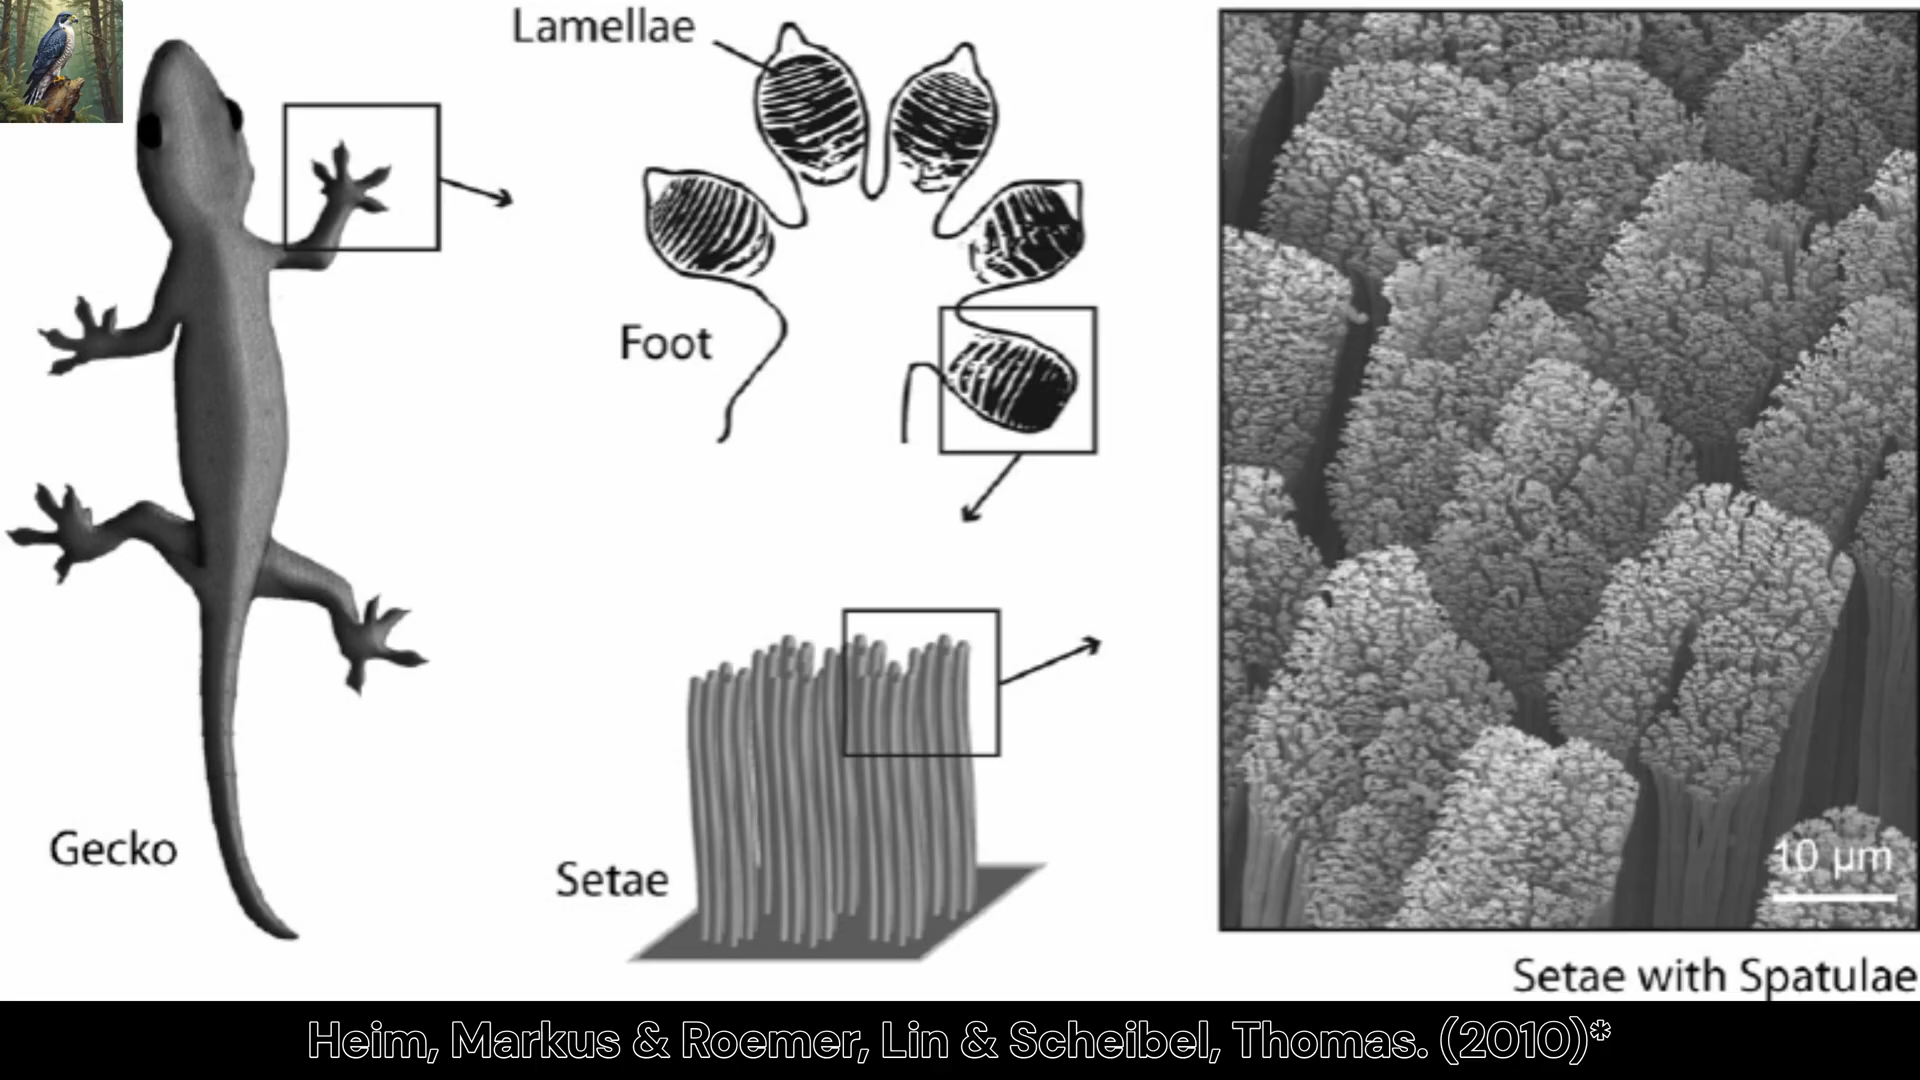 Lamellae
Foot
Gecko
Setae
10 µm
Setae with Spatulae
Heim, Markus & Roemer, Lin & Scheibel, Thomas. (2010)*